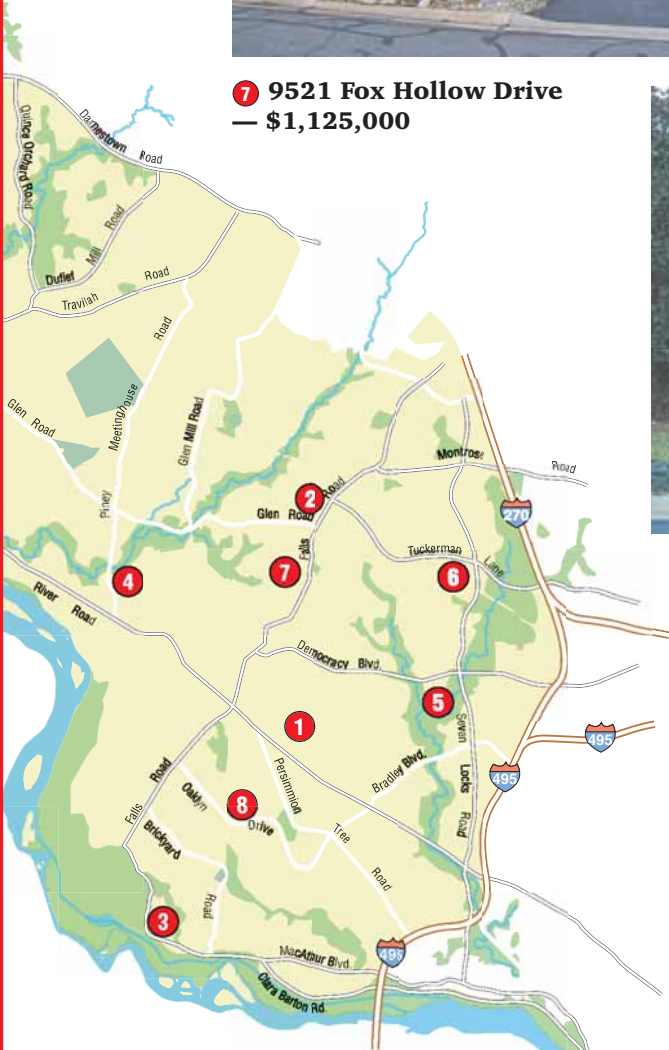 7 9521 Fox Hollow Drive
— $1,125,000
Quince Orchard Road
Darnestown Road
Dufief Mill Road
Travilah Road
Glen Road
Piney Meetinghouse Road
Glen Mill Road
Montrose Road
2
Glen Road
Falls Road
270
Tuckerman Lane
4
7
6
River Road
Democracy Blvd.
5
1
Seven Locks Road
495
495
Persimmion Tree Road
Bradley Blvd.
Falls Road
Oaklyn Drive
8
Brickyard Road
3
MacArthur Blvd.
495
Clara Barton Rd.